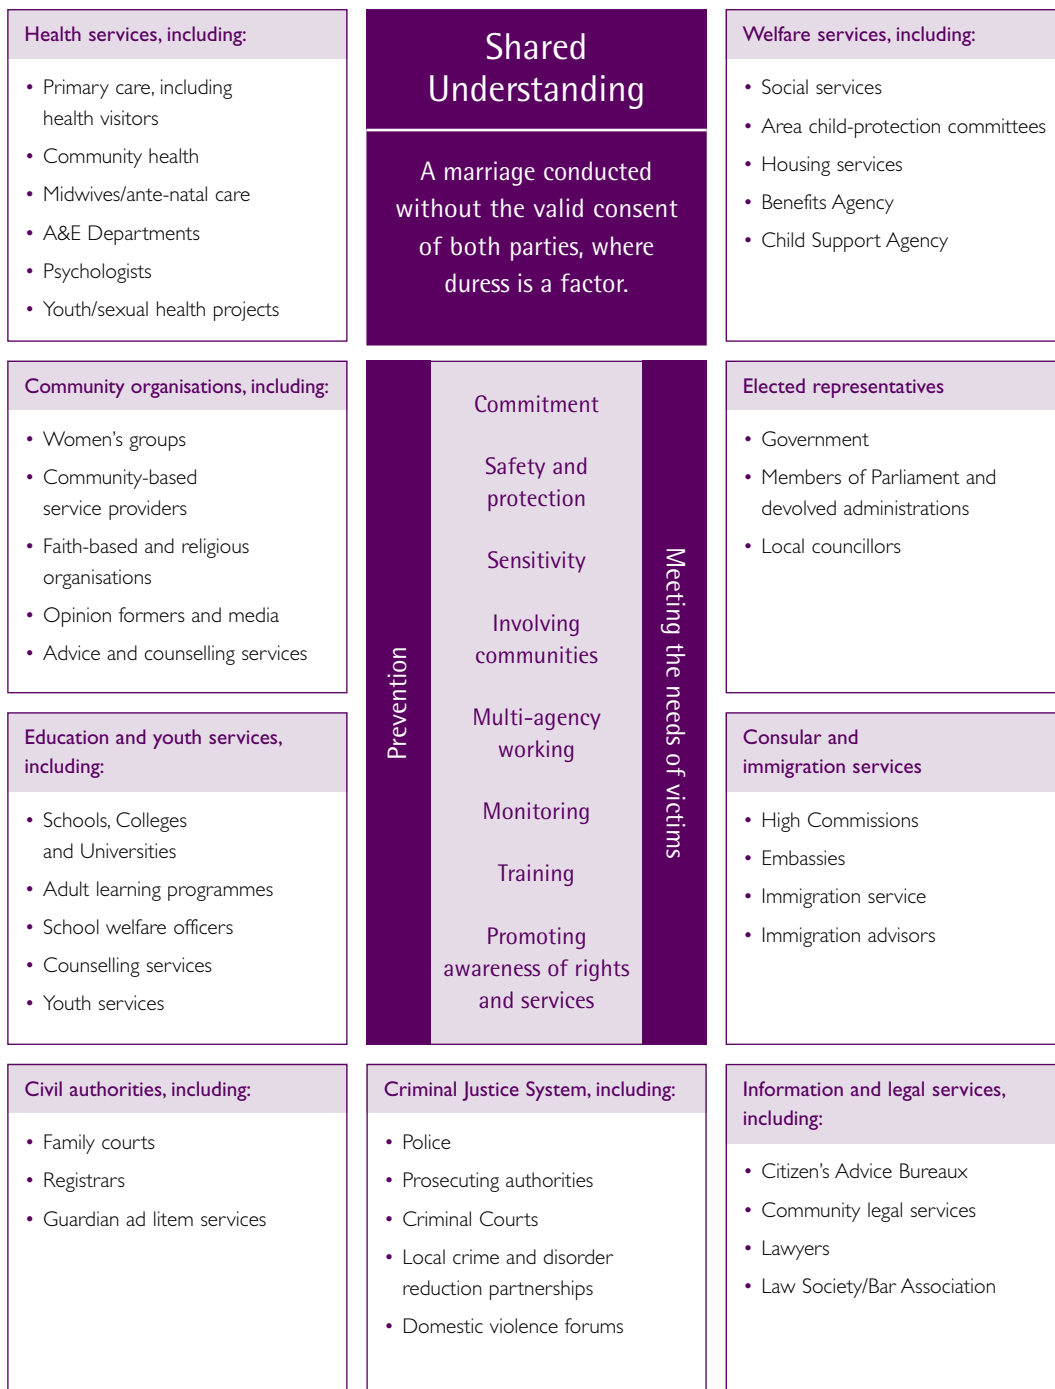 Health services, including:
• Primary care, including
health visitors
• Community health
• Midwives/ante-natal care
• A&E Departments
• Psychologists
• Youth/sexual health projects
Shared
Understanding
A marriage conducted
without the valid consent
of both parties, where
duress is a factor.
Welfare services, including:
• Social services
• Area child-protection committees
• Housing services
• Benefits Agency
• Child Support Agency
Community organisations, including:
• Women's groups
• Community-based
service providers
• Faith-based and religious
organisations
• Opinion formers and media
• Advice and counselling services
Prevention
Commitment
Safety and
protection
Sensitivity
Involving
communities
Multi-agency
working
Monitoring
Training
Promoting
awareness of rights
and services
Meeting the needs of victims
Elected representatives
• Government
• Members of Parliament and
devolved administrations
• Local councillors
Education and youth services,
including:
• Schools, Colleges
and Universities
• Adult learning programmes
• School welfare officers
• Counselling services
• Youth services
Consular and
immigration services
• High Commissions
• Embassies
• Immigration service
• Immigration advisors
Civil authorities, including:
• Family courts
• Registrars
• Guardian ad litem services
Criminal Justice System, including:
• Police
• Prosecuting authorities
• Criminal Courts
• Local crime and disorder
reduction partnerships
• Domestic violence forums
Information and legal services,
including:
• Citizen's Advice Bureaux
• Community legal services
• Lawyers
• Law Society/Bar Association